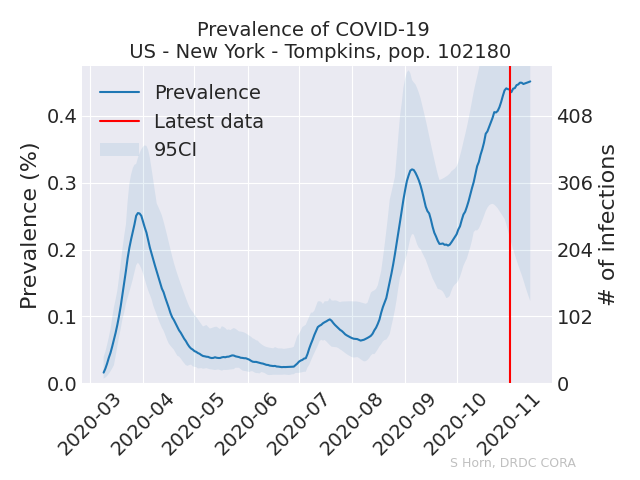 Prevalence of COVID-19
US - New York - Tompkins, pop. 102180
Prevalence
Latest data
95CI
Prevalence (%)
0.4
0.3
0.2
0.1
0.0
408
306
204
102
0
# of infections
2020-03
2020-04
2020-05
2020-06
2020-07
2020-08
2020-09
2020-10
2020-11
S Horn, DRDC CORA